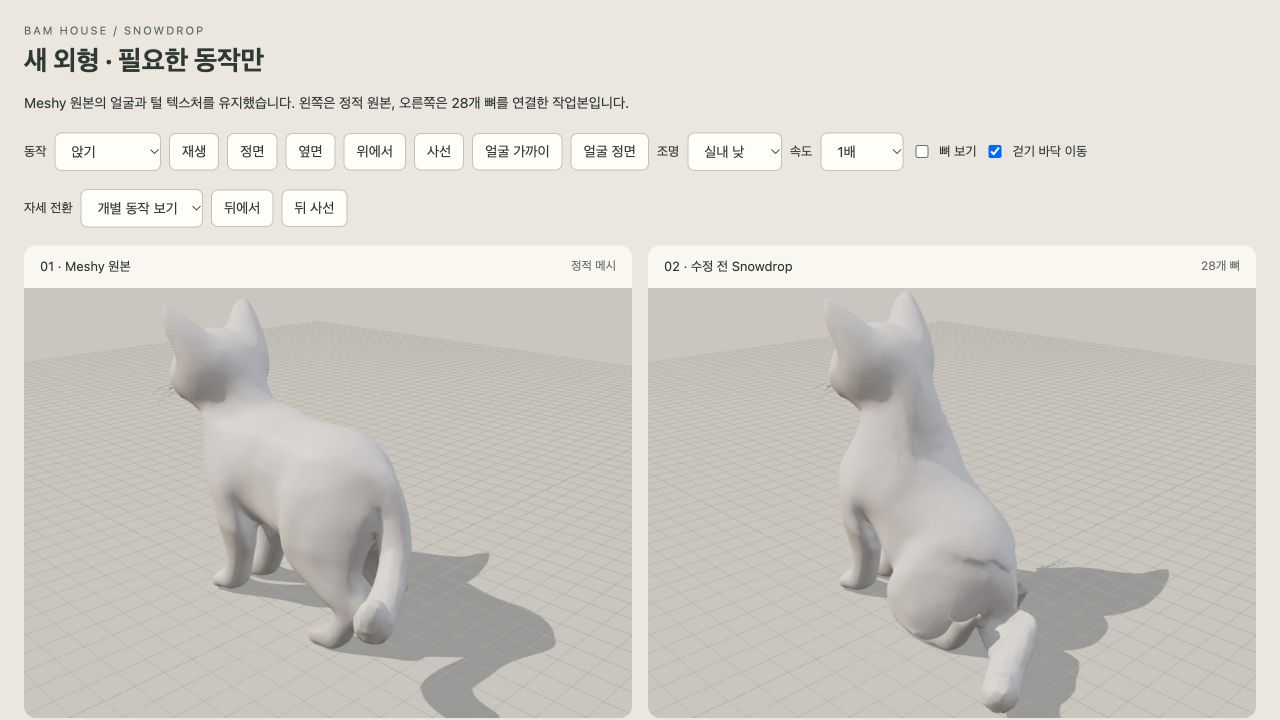 BAM HOUSE / SNOWDROP
새 외형 · 필요한 동작만
Meshy 원본의 얼굴과 털 텍스처를 유지했습니다. 왼쪽은 정적 원본, 오른쪽은 28개 뼈를 연결한 작업본입니다.
동작 앉기 재생 정면 옆면 위에서 사선 얼굴 가까이 얼굴 정면 조명 실내 낮 속도 1배 뼈 보기 걷기 바닥 이동
자세 전환 개별 동작 보기 뒤에서 뒤 사선
01 · Meshy 원본 정적 메시
02 · 수정 전 Snowdrop 28개 뼈